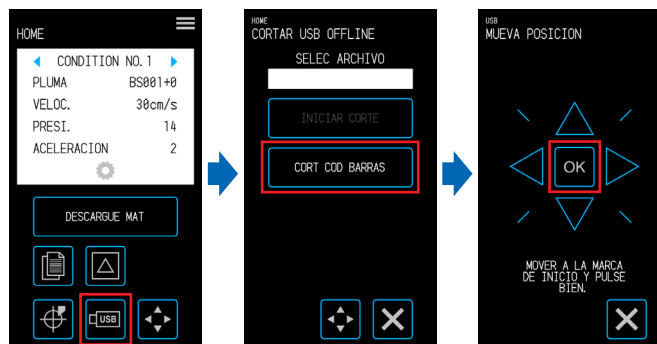 HOME
CONDITION NO.1
PLUMA BS001+0
VELOC. 30cm/s
PRESI. 14
ACELERACION 2
DESCARGUE MAT
USB
HOME
CORTAR USB OFFLINE
SELEC ARCHIVO
INICIAR CORTE
CORT COD BARRAS
USB
MUEVA POSICION
OK
MOVER A LA MARCA
DE INICIO Y PULSE
BIEN.